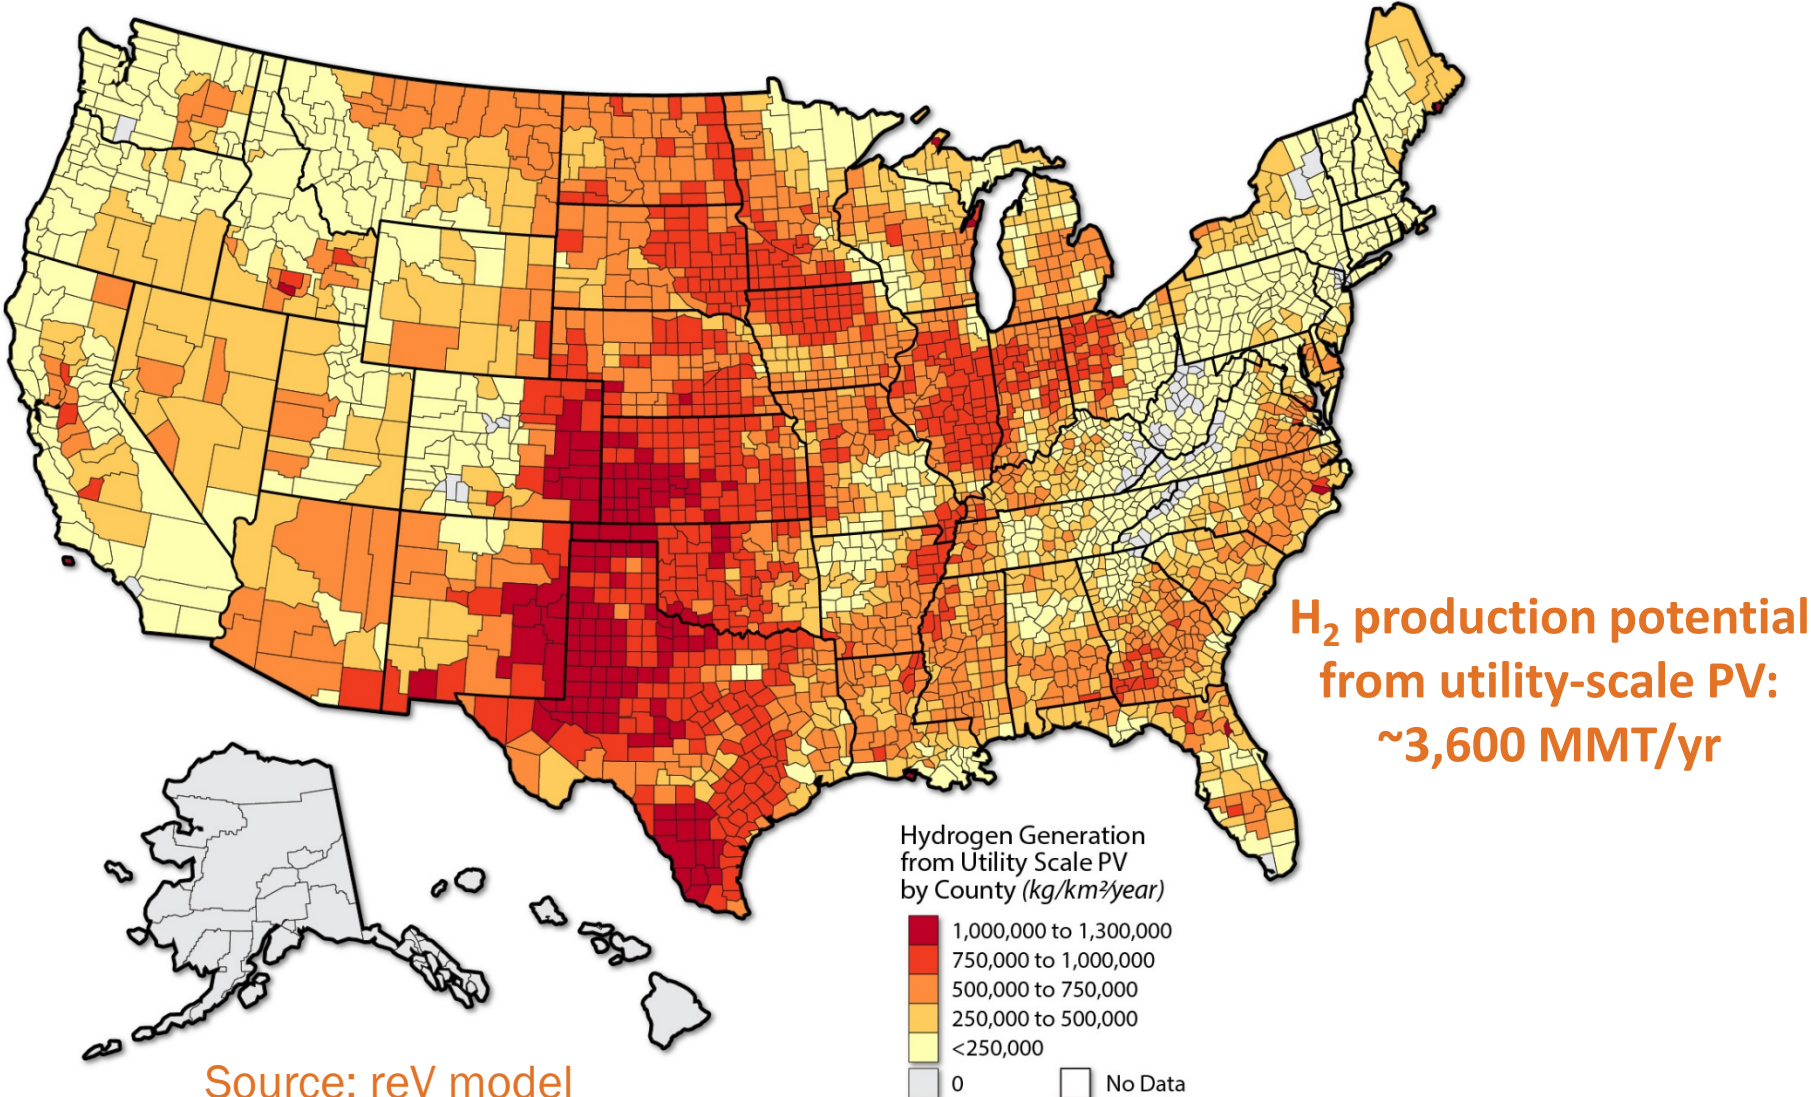 H₂ production potential
from utility-scale PV:
~3,600 MMT/yr
Hydrogen Generation
from Utility Scale PV
by County (kg/km²/year)
1,000,000 to 1,300,000
750,000 to 1,000,000
500,000 to 750,000
250,000 to 500,000
<250,000
0
No Data
Source: reV model